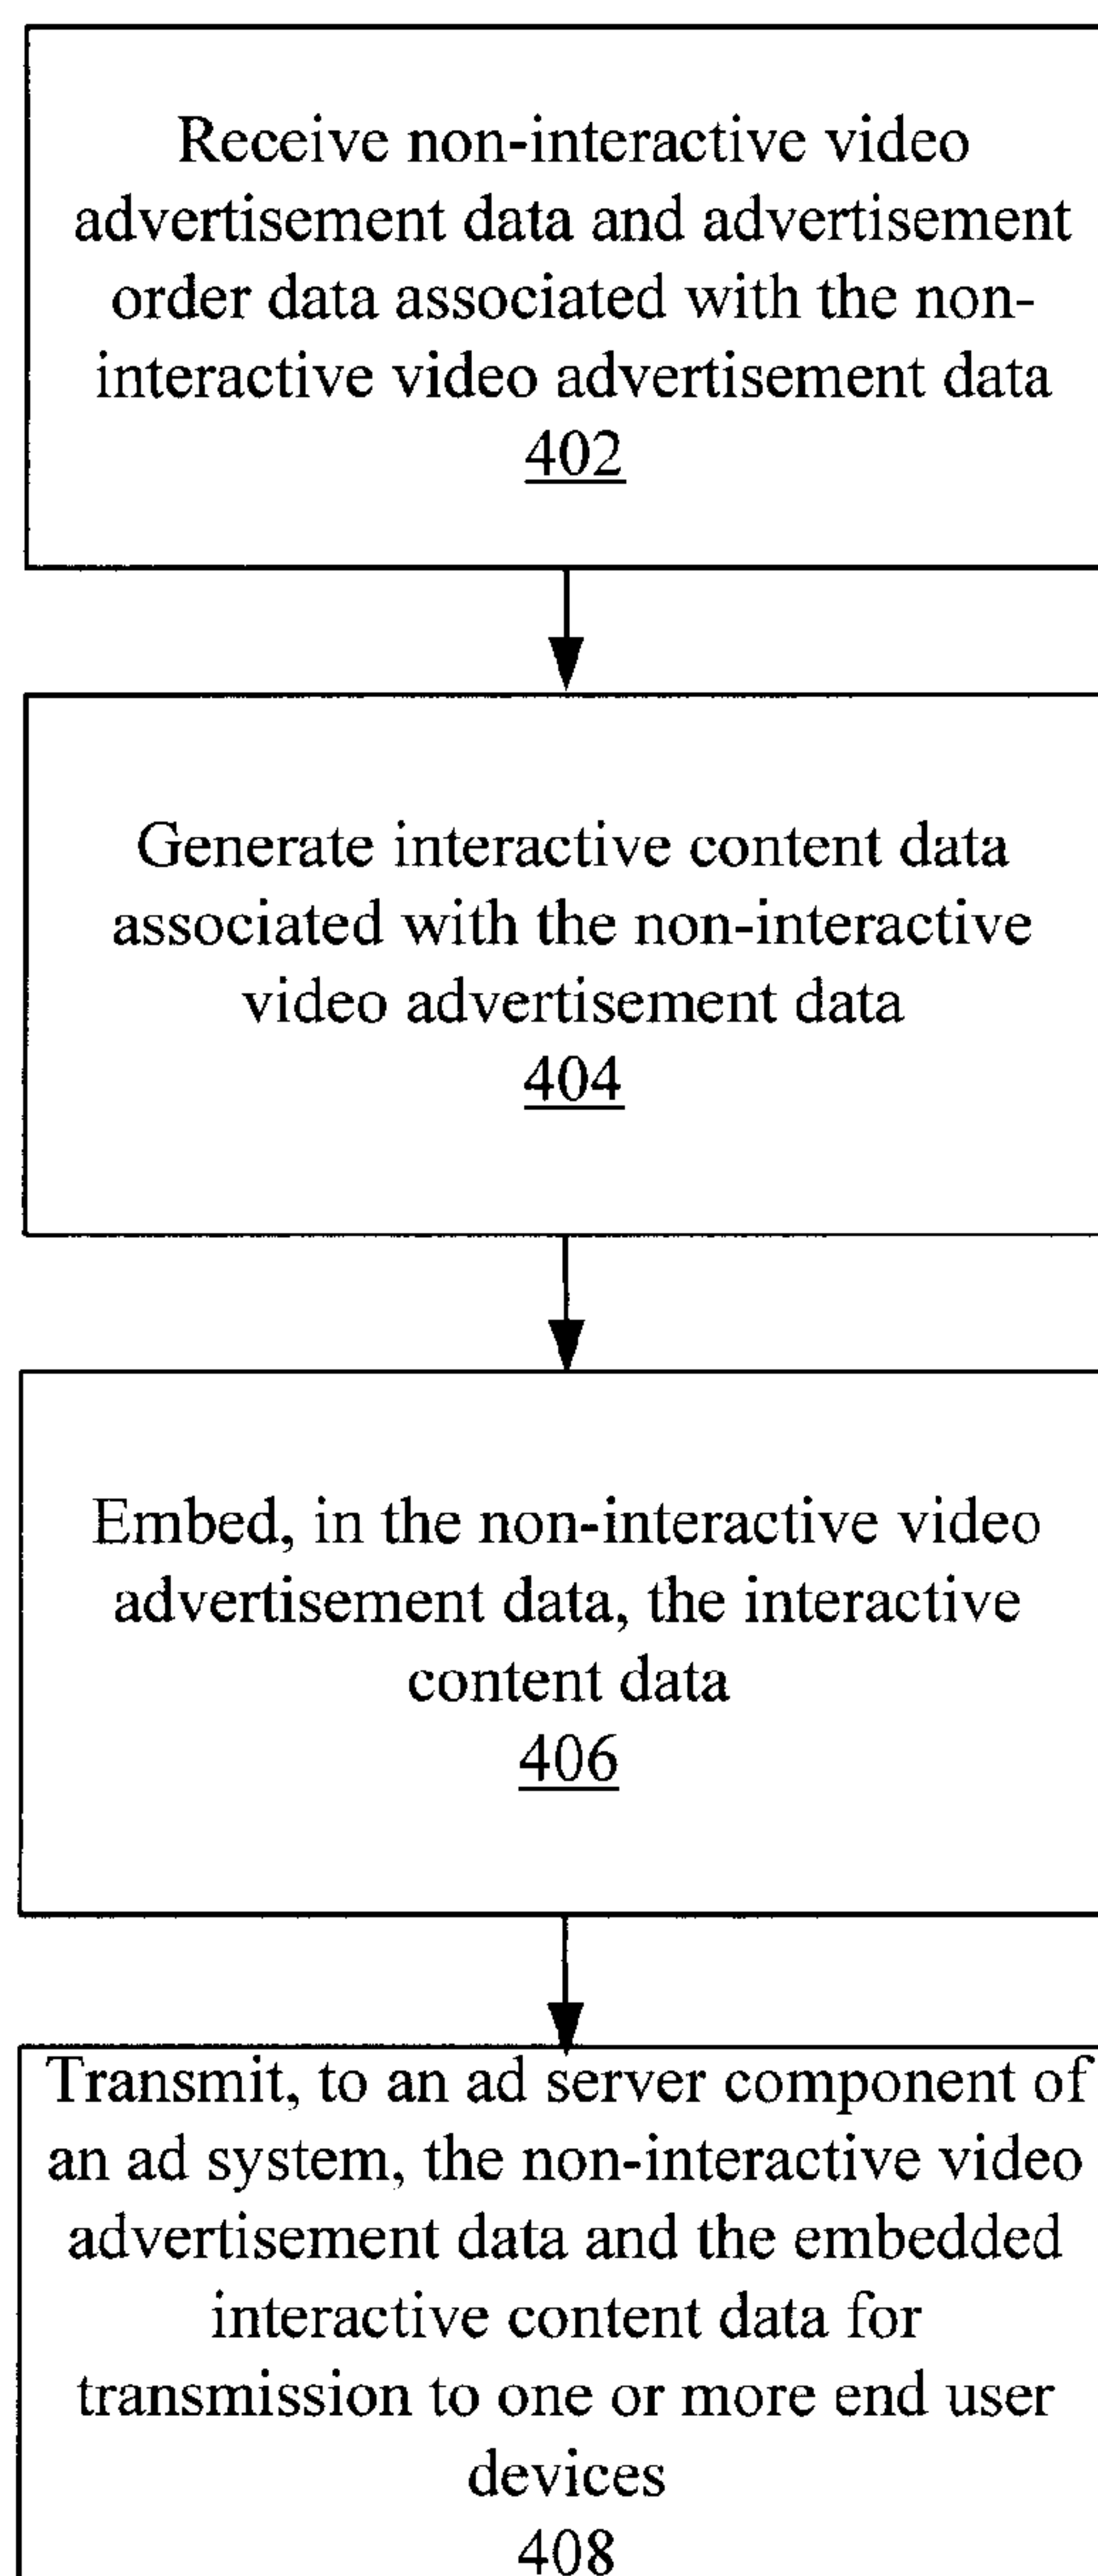 Receive non-interactive video
advertisement data and advertisement
order data associated with the non-
interactive video advertisement data
402
Generate interactive content data
associated with the non-interactive
video advertisement data
404
Embed, in the non-interactive video
advertisement data, the interactive
content data
406
Transmit, to an ad server component of
an ad system, the non-interactive video
advertisement data and the embedded
interactive content data for
transmission to one or more end user
devices
408